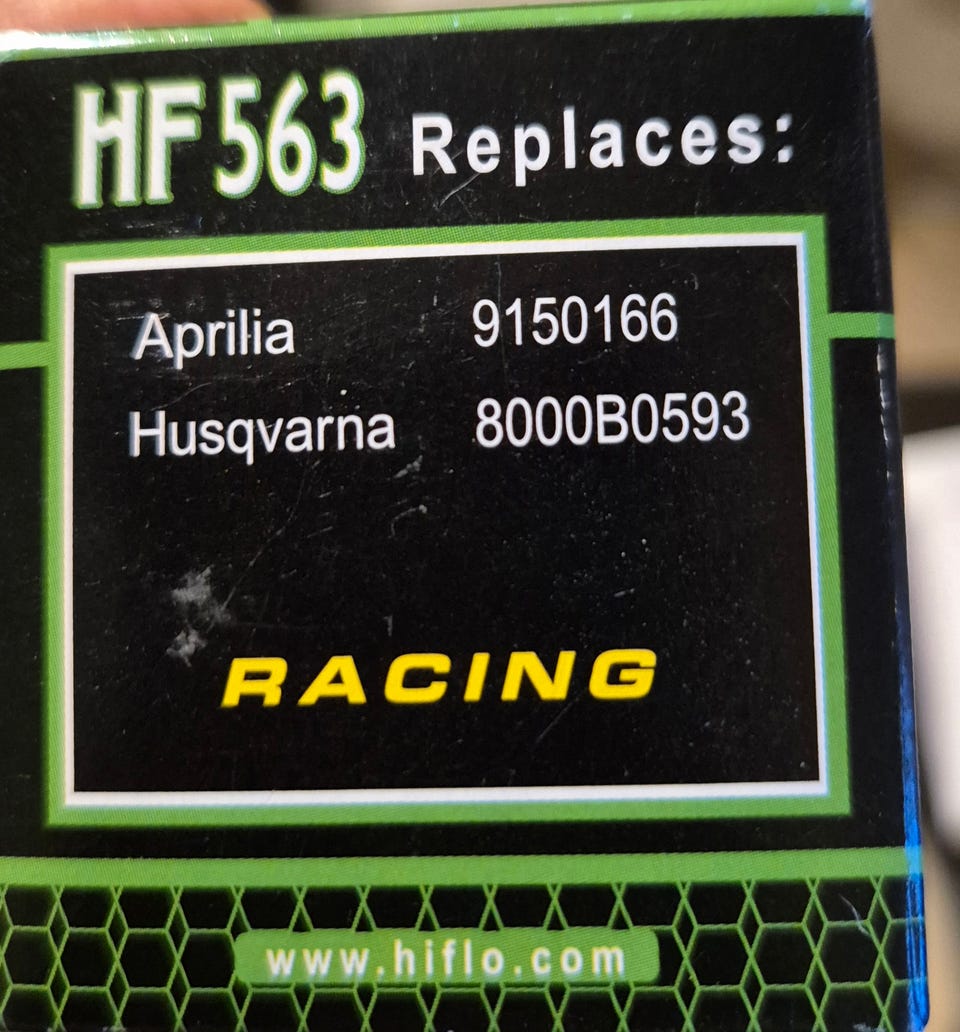 HF563 Replaces:
Aprilia 9150166
Husqvarna 8000B0593
RACING
www.hiflo.com